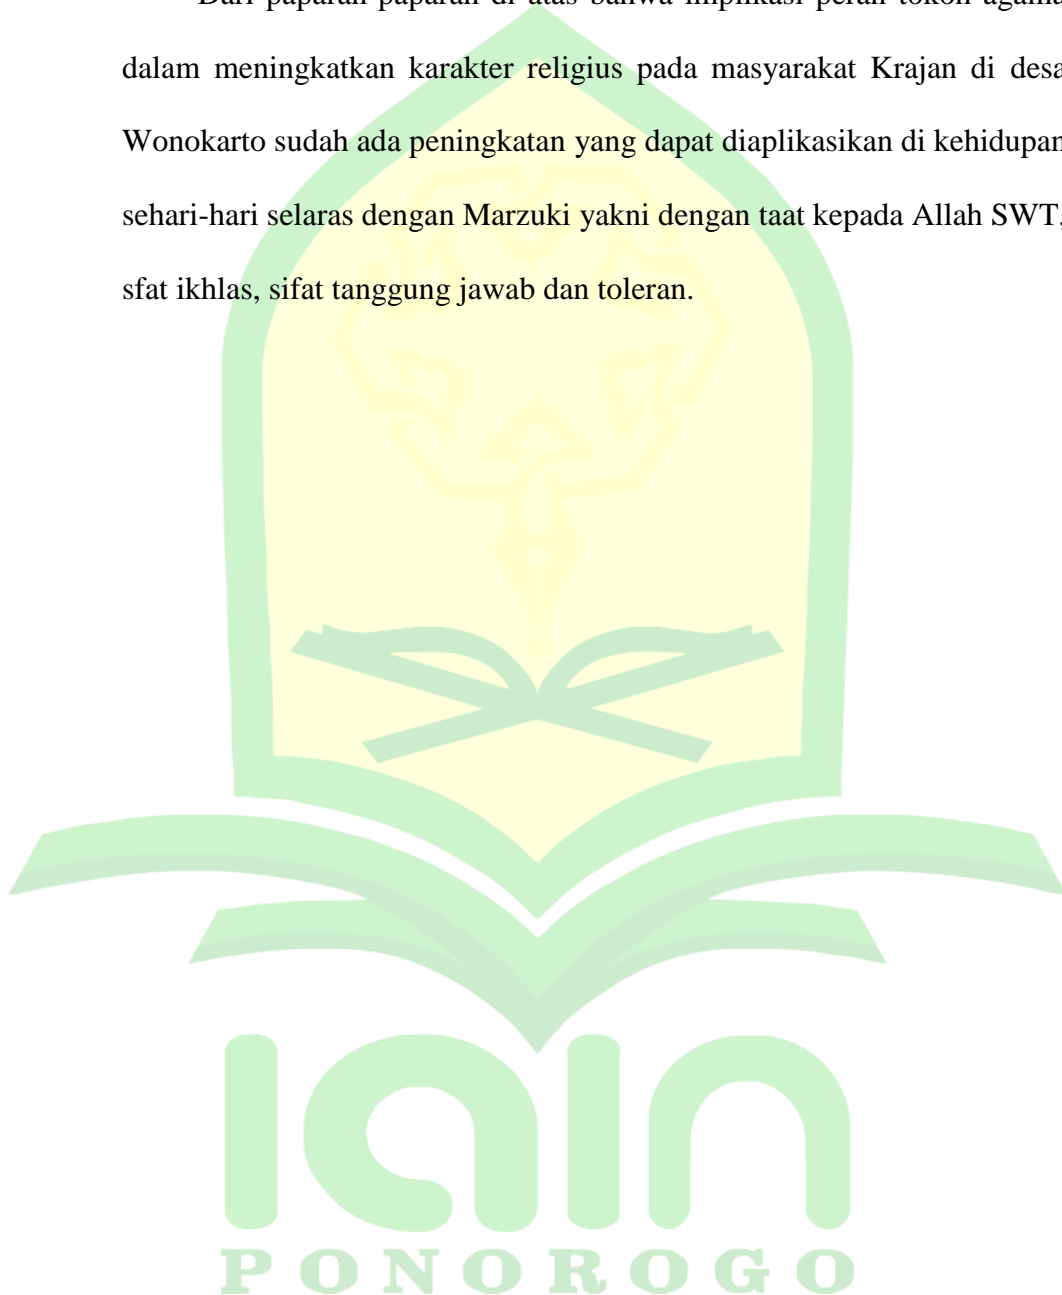 Dari paparan-paparan di atas bahwa implikasi peran tokoh agama
dalam meningkatkan karakter religius pada masyarakat Krajan di desa
Wonokarto sudah ada peningkatan yang dapat diaplikasikan di kehidupan
sehari-hari selaras dengan Marzuki yakni dengan taat kepada Allah SWT,
sfat ikhlas, sifat tanggung jawab dan toleran.
IAIN
PONOROGO